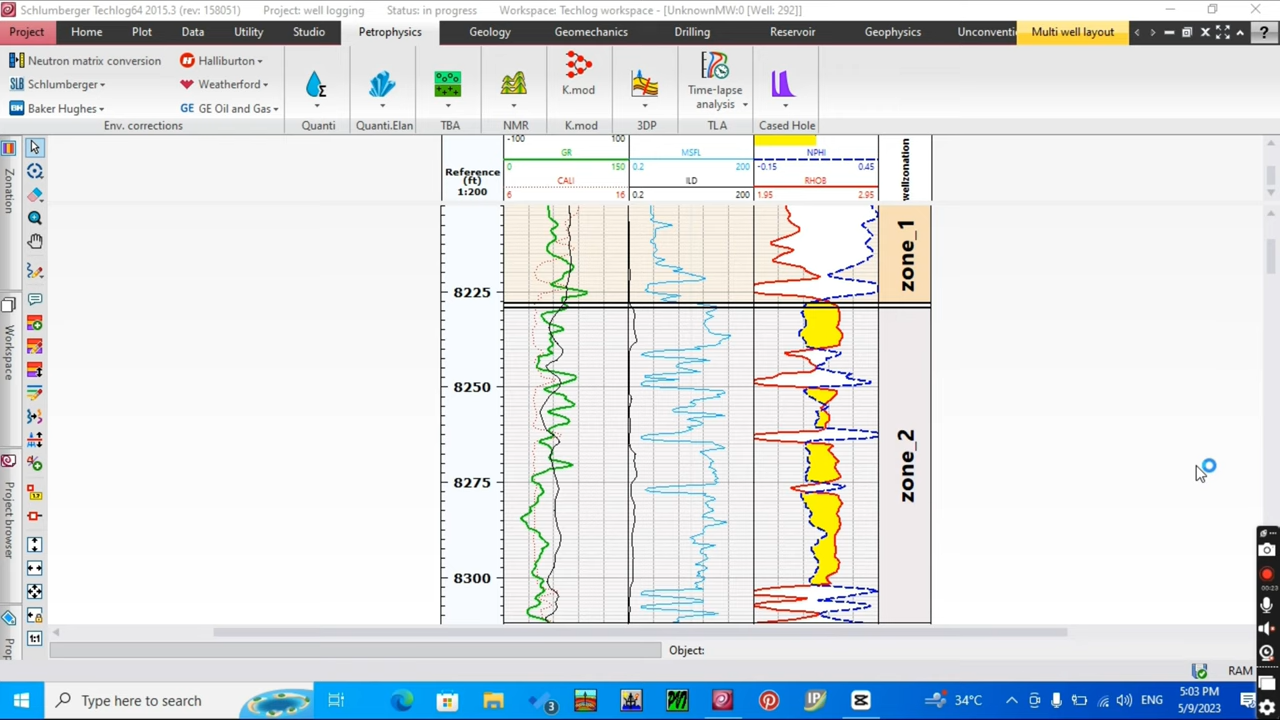 Schlumberger Techlog64 2015.3 (rev: 158051) Project: well logging Status: in progress Workspace: Techlog workspace - [UnknownMW:0 [Well: 292]]
Project Home Plot Data Utility Studio Petrophysics Geology Geomechanics Drilling Reservoir Geophysics Unconventi Multi well layout
Neutron matrix conversion Halliburton
Schlumberger Weatherford K.mod Time-lapse analysis
Baker Hughes GE Oil and Gas
Env. corrections Quanti Quanti.Elan TBA NMR K.mod 3DP TLA Cased Hole
-100 100
GR MSFL NPHI
0 150 0.2 200 -0.15 0.45
Reference (ft) 1:200
CALI ILD RHOB
6 16 0.2 200 1.95 2.95
wellzonation
Zonation
Workspace
Project browser
Prop
zone_1
8225
8250
zone_2
8275
8300
1:1
Object:
RAM
00:23
Type here to search
3
34°C
ENG
5:03 PM
5/9/2023